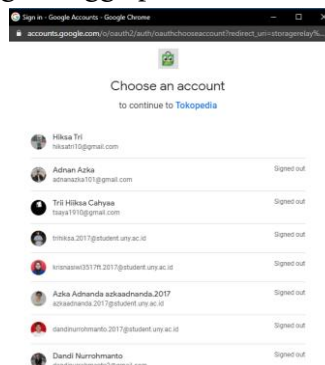 Sign in - Google Accounts - Google Chrome
accounts.google.com/o/oauth2/auth/oauthchooseaccount?redirect_uri=storagerelay%...
Choose an account
to continue to Tokopedia
Hiksa Tri
hiksatri10@gmail.com
Adnan Azka
Signed out
adnanazka101@gmail.com
Trii Hiiksa Cahyaa
Signed out
tsaya1910@gmail.com
trihiksa.2017@student.uny.ac.id
Signed out
krisnasiwi3517ft.2017@student.uny.ac.id
Signed out
Azka Adnanda azkaadnanda.2017
Signed out
azkaadnanda.2017@student.uny.ac.id
dandinurrohmanto.2017@student.uny.ac.id
Signed out
Dandi Nurrohmanto
Signed out